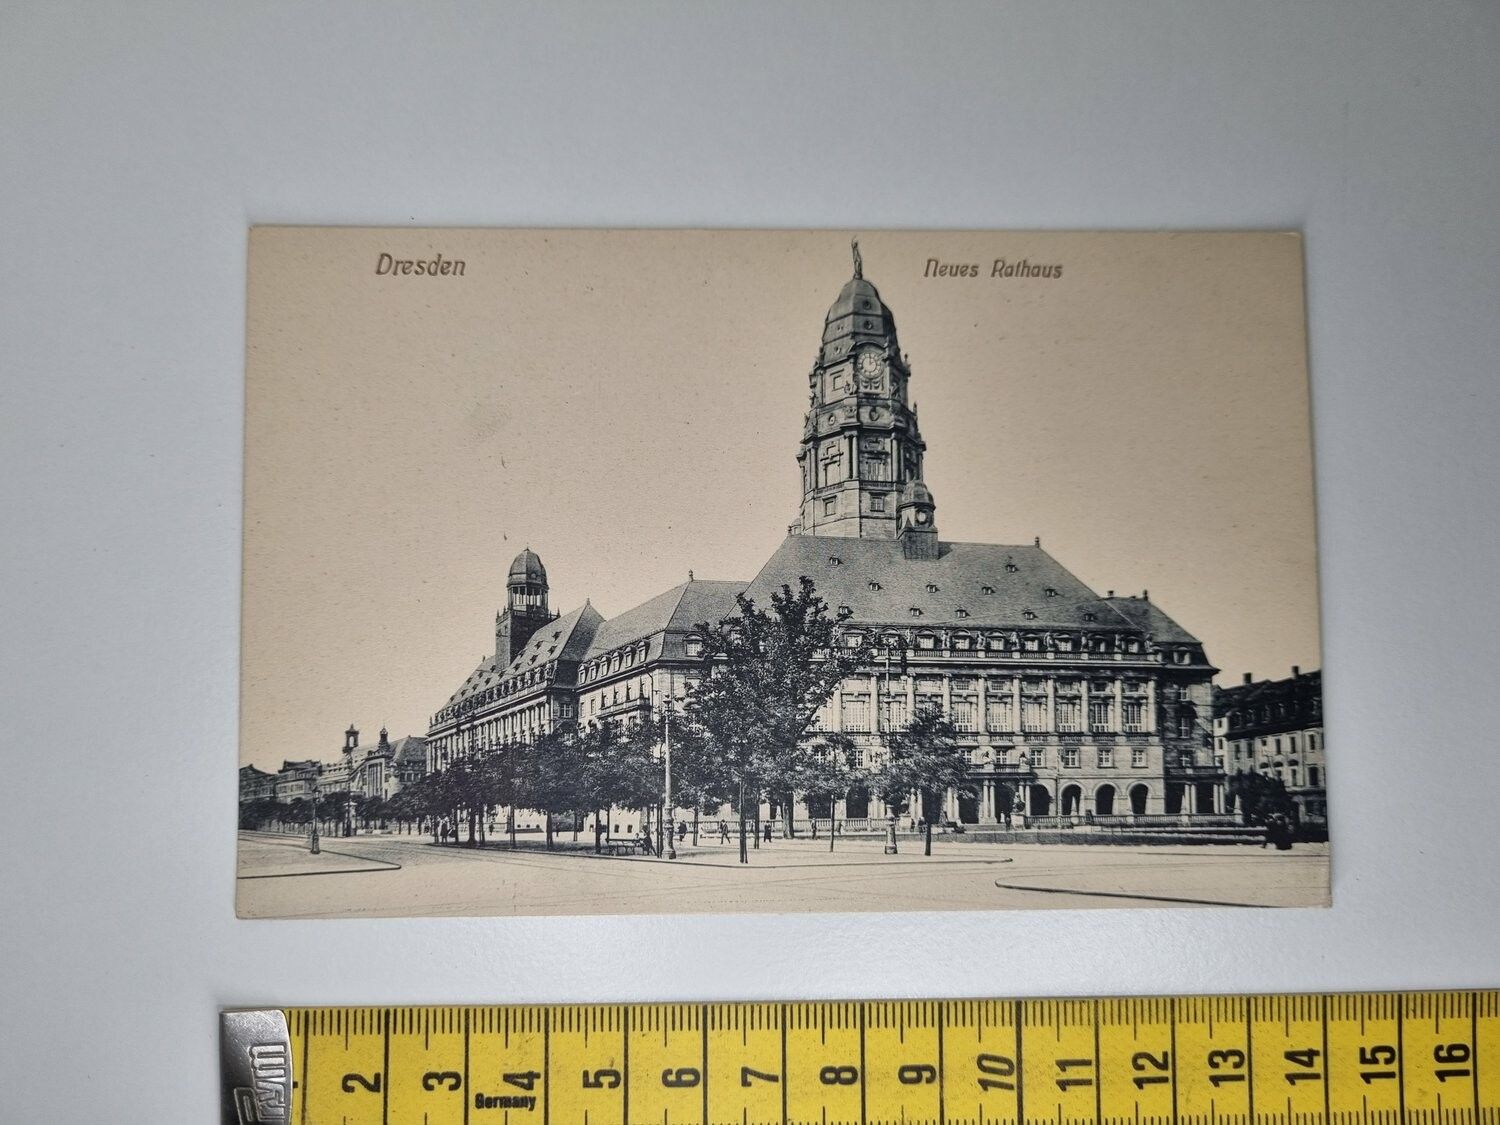 Dresden
Neues Rathaus
2 3 4 5 6 7 8 9 10 11 12 13 14 15 16
Germany